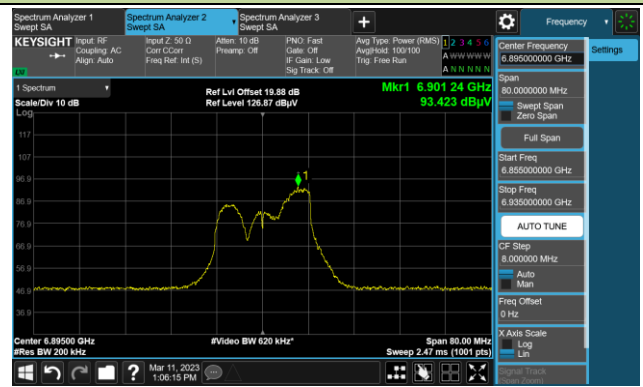 Spectrum Analyzer 1
Swept SA
Spectrum Analyzer 2
Swept SA
Spectrum Analyzer 3
Swept SA
Frequency
KEYSIGHT
Input: RF
Coupling: AC
Align: Auto
Input Z: 50 Ω
Corr CCorr
Freq Ref: Int (S)
Atten: 10 dB
Preamp: Off
PNO: Fast
Gate: Off
IF Gain: Low
Sig Track: Off
Avg Type: Power (RMS)
Avg|Hold: 100/100
Trig: Free Run
1 2 3 4 5 6
A W W W W W
A N N N N N
1 Spectrum
Scale/Div 10 dB
Log
Ref Lvl Offset 19.88 dB
Ref Level 126.87 dBµV
Mkr1 6.901 24 GHz
93.423 dBµV
117
107
96.9
86.9
76.9
66.9
56.9
46.9
36.9
1
Center 6.89500 GHz
#Res BW 200 kHz
#Video BW 620 kHz*
Span 80.00 MHz
Sweep 2.47 ms (1001 pts)
Center Frequency
6.895000000 GHz
Settings
Span
80.0000000 MHz
Swept Span
Zero Span
Full Span
Start Freq
6.855000000 GHz
Stop Freq
6.935000000 GHz
AUTO TUNE
CF Step
8.000000 MHz
Auto
Man
Freq Offset
0 Hz
X Axis Scale
Log
Lin
Signal Track
(Span Zoom)
?
Mar 11, 2023
1:06:15 PM